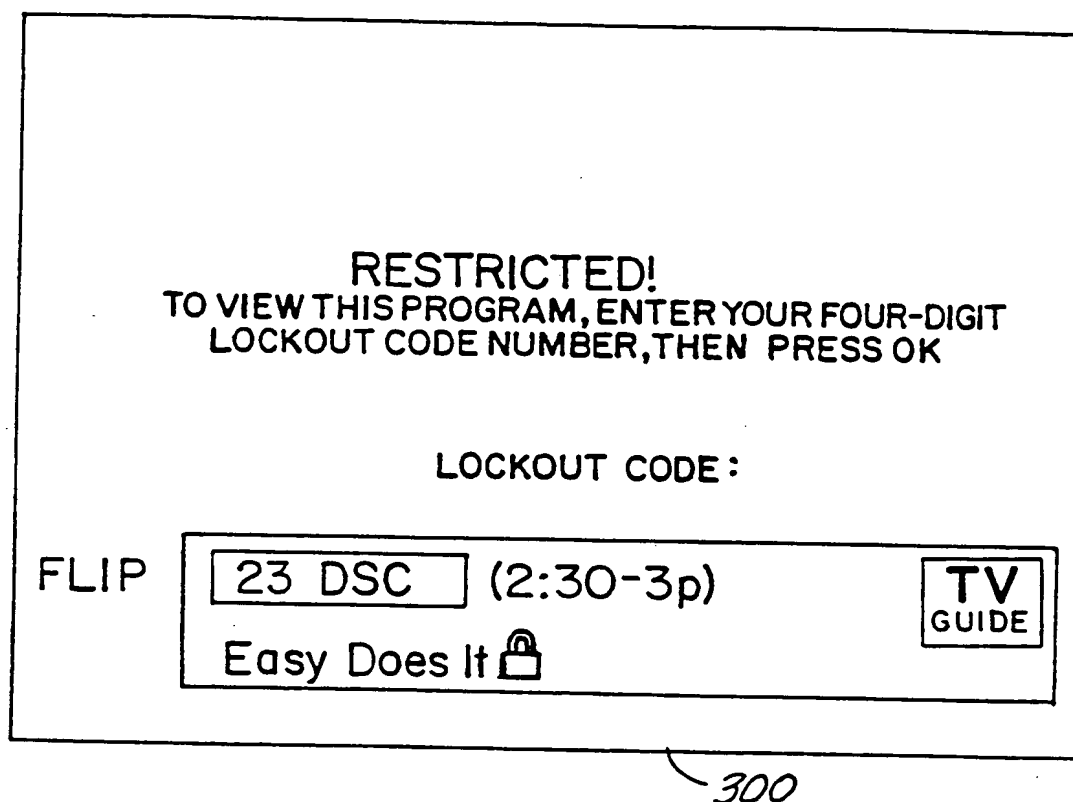 RESTRICTED!
TO VIEW THIS PROGRAM, ENTER YOUR FOUR-DIGIT
LOCKOUT CODE NUMBER, THEN PRESS OK
LOCKOUT CODE:
FLIP
23 DSC (2:30-3p)
TV
GUIDE
Easy Does It
300